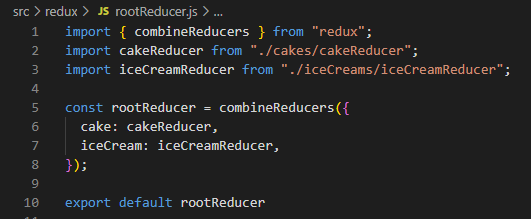 src > redux > JS rootReducer.js > ...
1 import { combineReducers } from "redux";
2 import cakeReducer from "./cakes/cakeReducer";
3 import iceCreamReducer from "./iceCreams/iceCreamReducer";
4
5 const rootReducer = combineReducers({
6   cake: cakeReducer,
7   iceCream: iceCreamReducer,
8 });
9
10 export default rootReducer